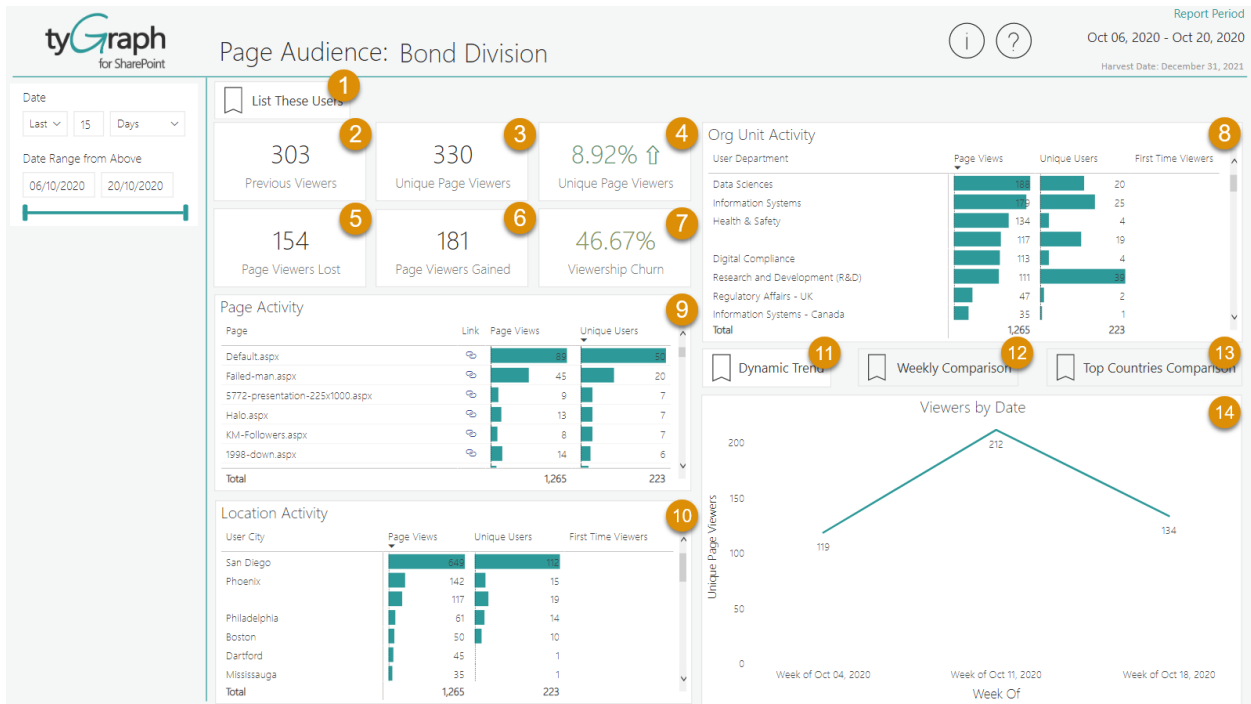 tyGraph
for SharePoint
Page Audience: Bond Division
i
?
Report Period
Oct 06, 2020 - Oct 20, 2020
Harvest Date: December 31, 2021
Date
Last 15 Days
Date Range from Above
06/10/2020 20/10/2020
List These Users
1
303
Previous Viewers
2
330
Unique Page Viewers
3
8.92% ⇧
Unique Page Viewers
4
154
Page Viewers Lost
5
181
Page Viewers Gained
6
46.67%
Viewership Churn
7
Org Unit Activity
8
User Department Page Views Unique Users First Time Viewers
Data Sciences 188 20
Information Systems 179 25
Health & Safety 134 4
117 19
Digital Compliance 113 4
Research and Development (R&D) 111 39
Regulatory Affairs - UK 47 2
Information Systems - Canada 35 1
Total 1,265 223
Page Activity
9
Page Link Page Views Unique Users
Default.aspx 89 50
Failed-man.aspx 45 20
5772-presentation-225x1000.aspx 9 7
Halo.aspx 13 7
KM-Followers.aspx 8 7
1998-down.aspx 14 6
Total 1,265 223
Location Activity
10
User City Page Views Unique Users First Time Viewers
San Diego 649 112
Phoenix 142 15
117 19
Philadelphia 61 14
Boston 50 10
Dartford 45 1
Mississauga 35 1
Total 1,265 223
Dynamic Trend
11
Weekly Comparison
12
Top Countries Comparison
13
Viewers by Date
14
Unique Page Viewers
200
150
100
50
0
119
212
134
Week of Oct 04, 2020 Week of Oct 11, 2020 Week of Oct 18, 2020
Week Of